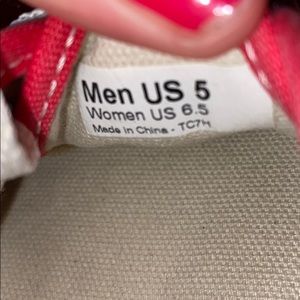 Men US 5
Women US 6.5
Made in China - TC7H